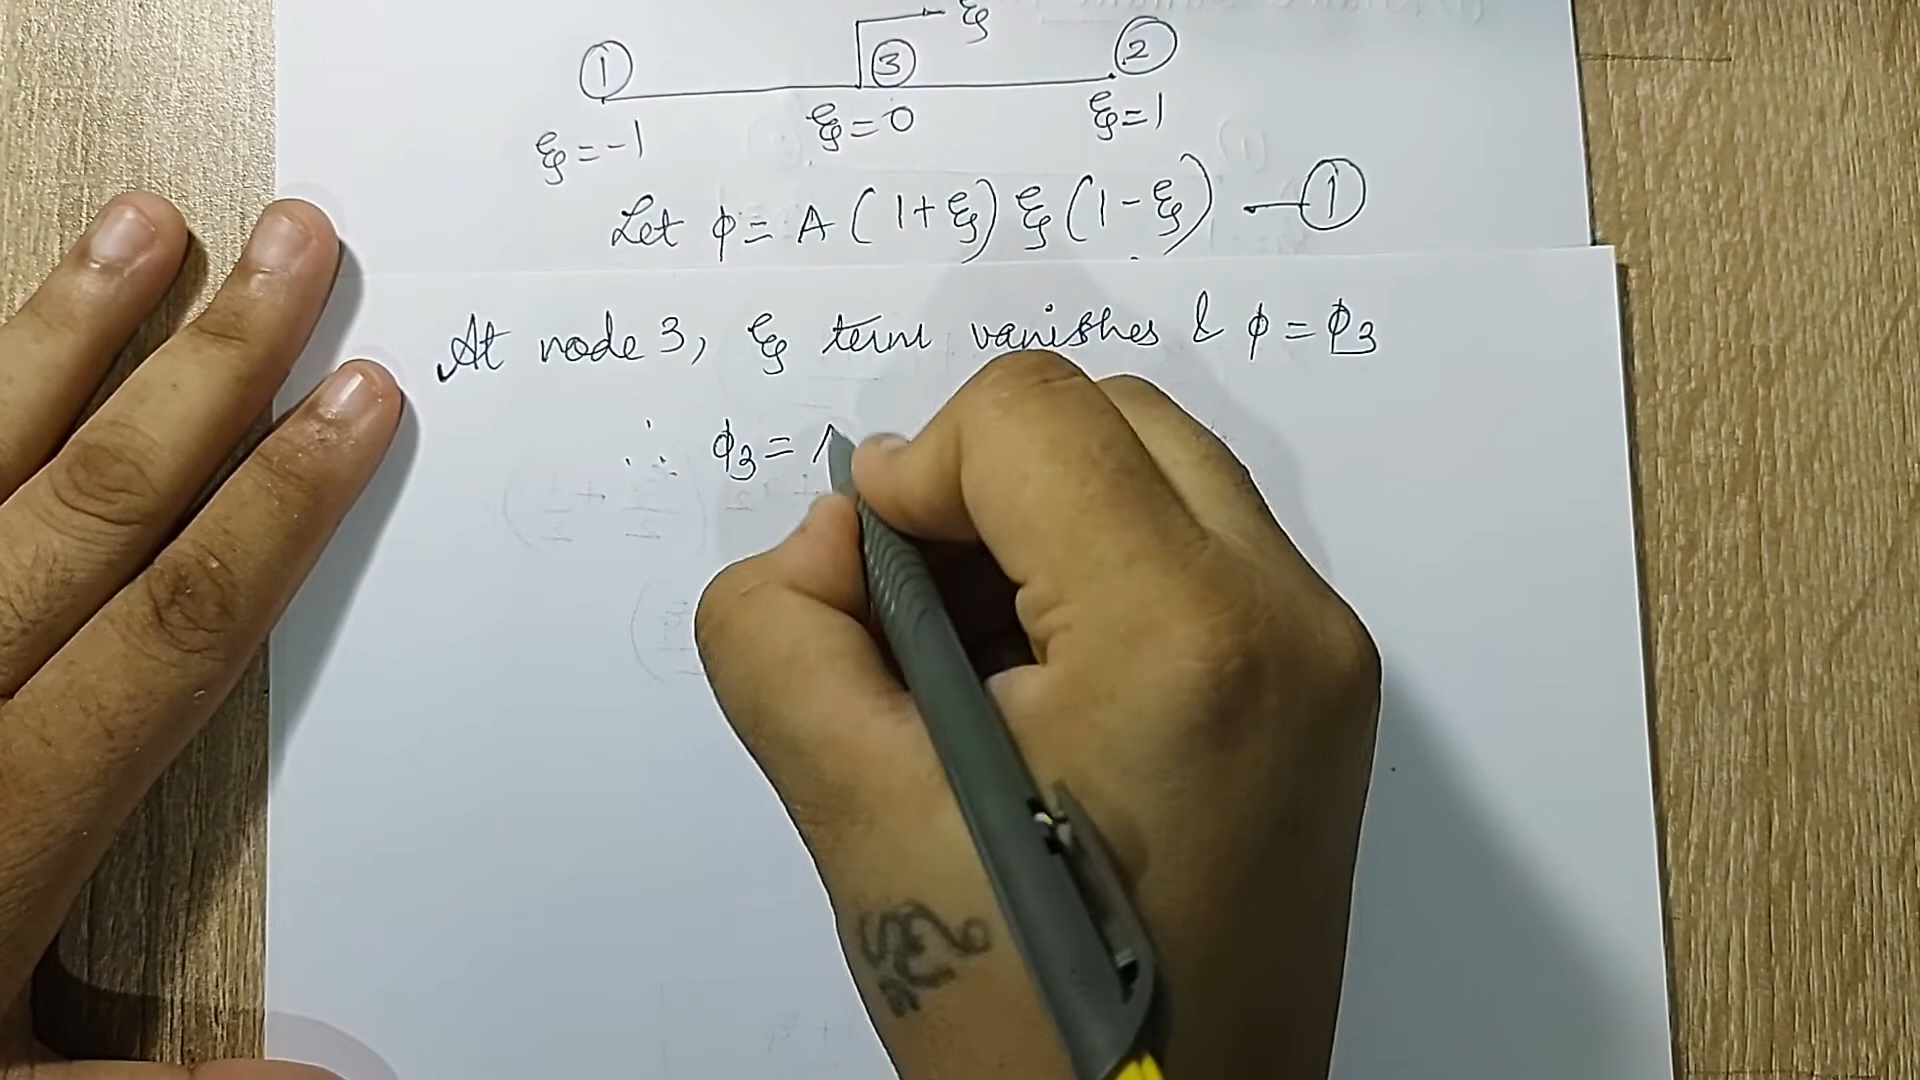 ξ
① ③ ②
ξ=-1 ξ=0 ξ=1
Let φ = A (1+ξ) ξ (1-ξ) —①
At node 3, ξ term vanishes & φ = φ3
∴ φ3 = A